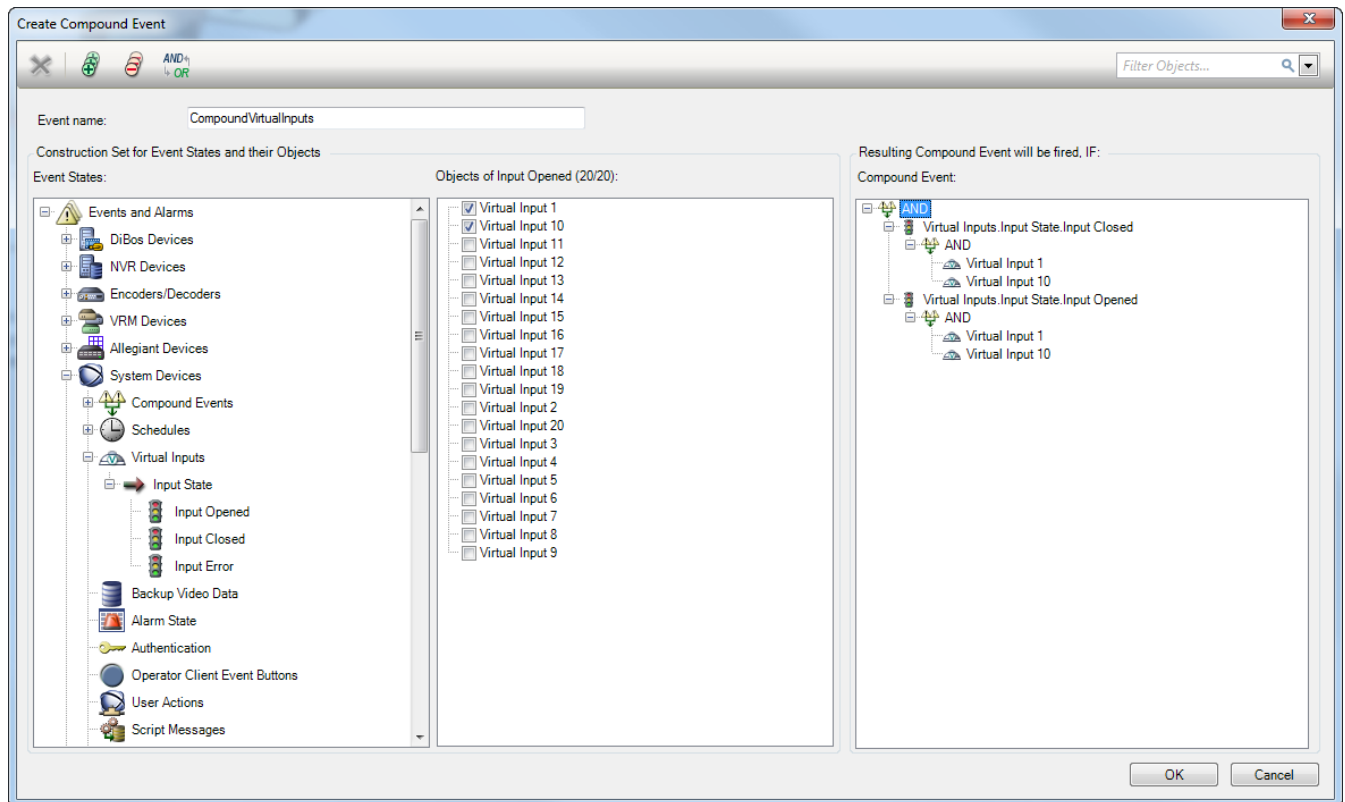 Create Compound Event
AND
OR
Filter Objects...
Event name:
CompoundVirtualInputs
Construction Set for Event States and their Objects
Event States:
Events and Alarms
DiBos Devices
NVR Devices
Encoders/Decoders
VRM Devices
Allegiant Devices
System Devices
Compound Events
Schedules
Virtual Inputs
Input State
Input Opened
Input Closed
Input Error
Backup Video Data
Alarm State
Authentication
Operator Client Event Buttons
User Actions
Script Messages
Objects of Input Opened (20/20):
Virtual Input 1
Virtual Input 10
Virtual Input 11
Virtual Input 12
Virtual Input 13
Virtual Input 14
Virtual Input 15
Virtual Input 16
Virtual Input 17
Virtual Input 18
Virtual Input 19
Virtual Input 2
Virtual Input 20
Virtual Input 3
Virtual Input 4
Virtual Input 5
Virtual Input 6
Virtual Input 7
Virtual Input 8
Virtual Input 9
Resulting Compound Event will be fired, IF:
Compound Event:
AND
Virtual Inputs.Input State.Input Closed
AND
Virtual Input 1
Virtual Input 10
Virtual Inputs.Input State.Input Opened
AND
Virtual Input 1
Virtual Input 10
OK
Cancel